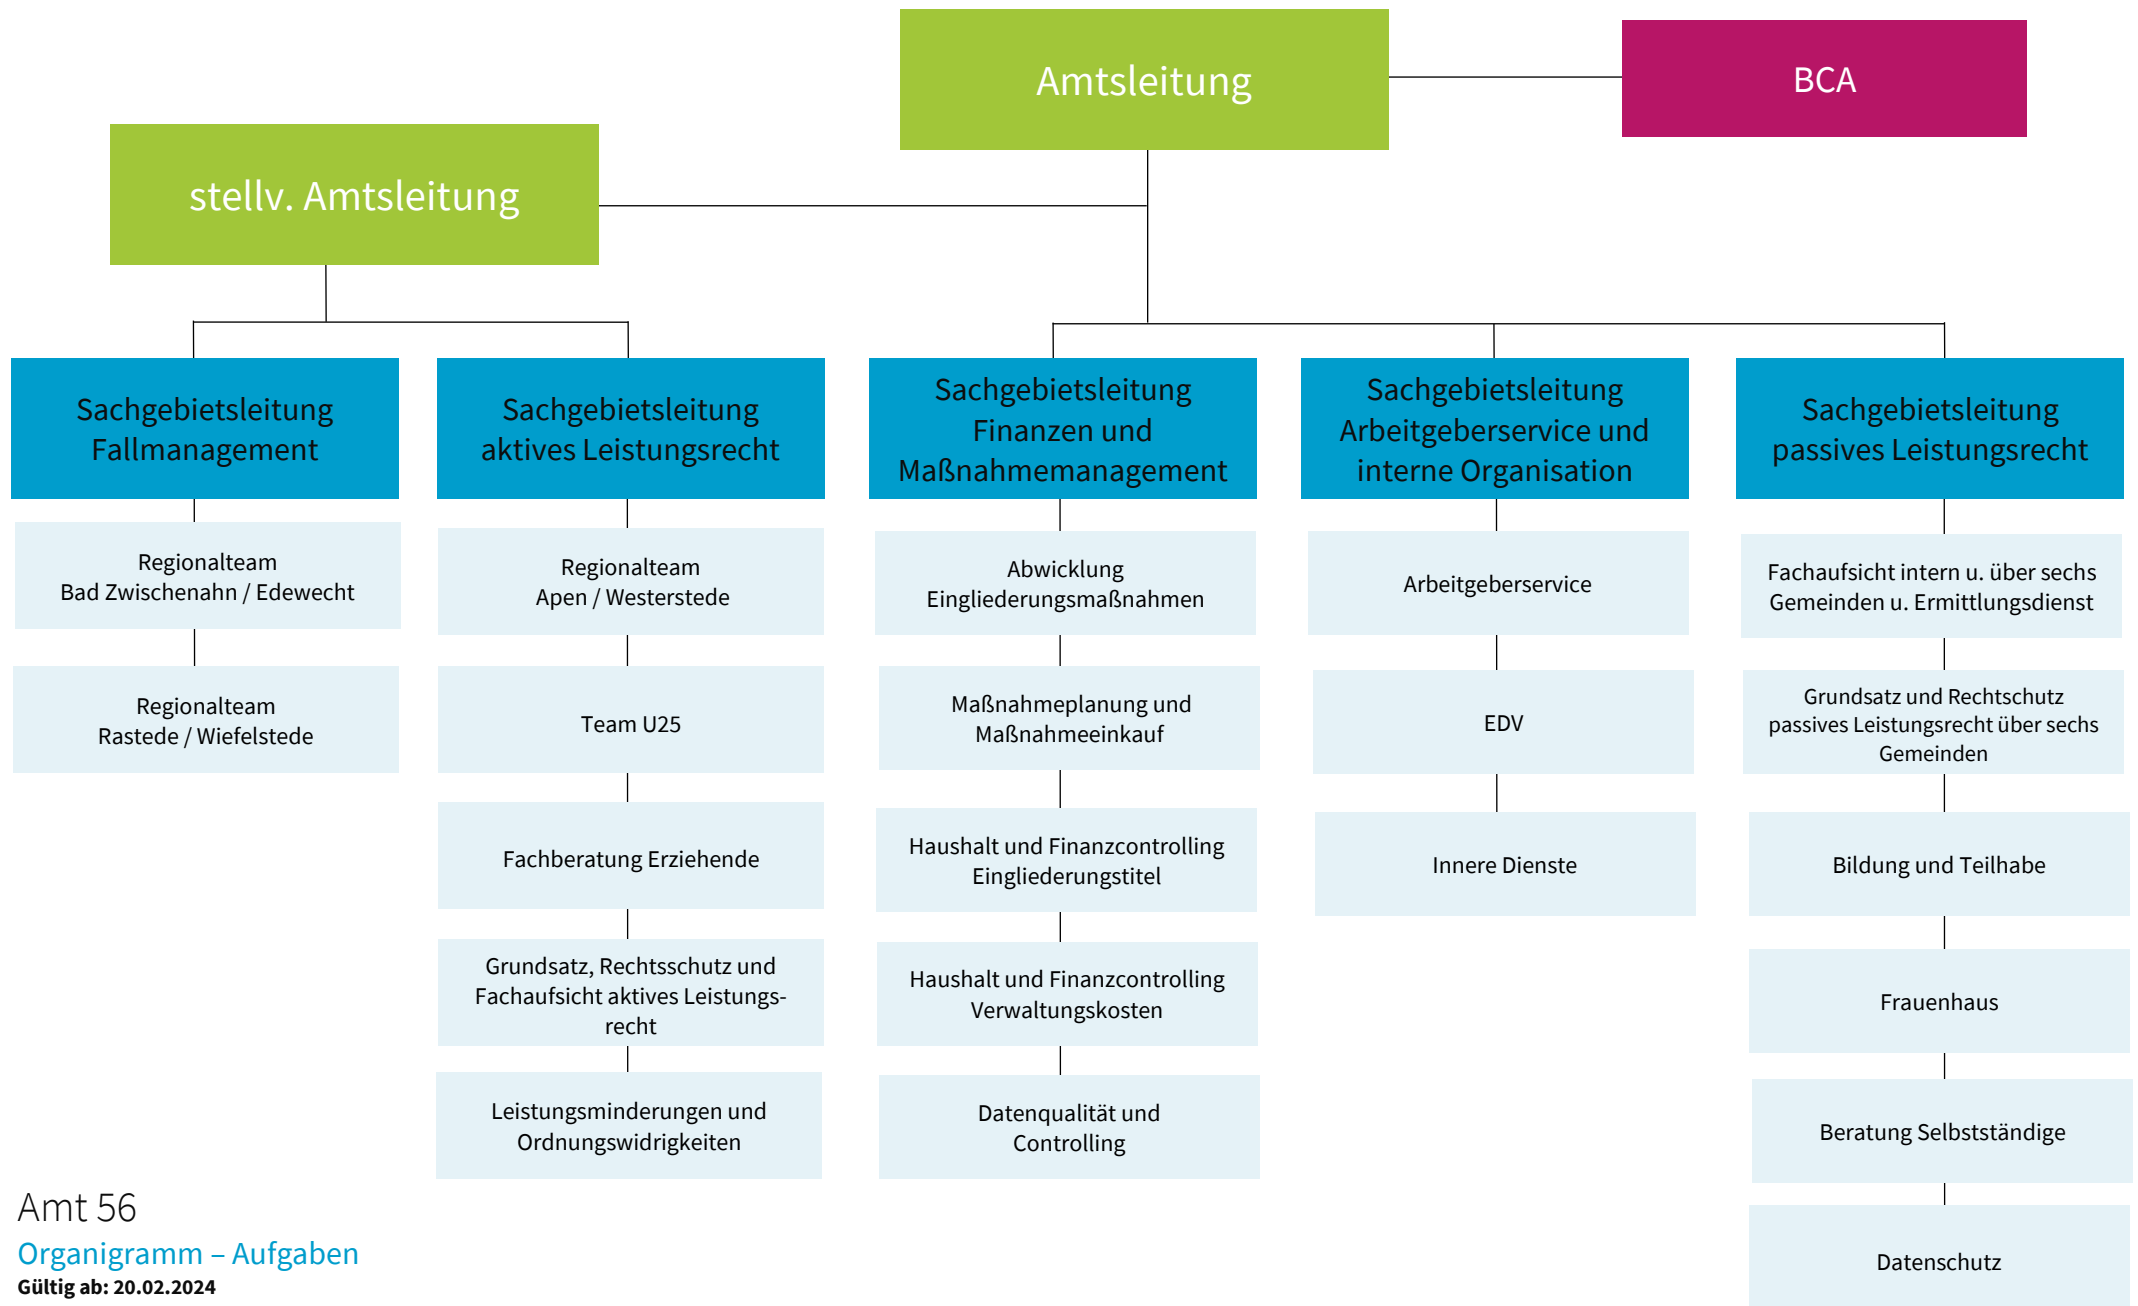 Amtsleitung
BCA
stellv. Amtsleitung
Sachgebietsleitung
Fallmanagement
Regionalteam
Bad Zwischenahn / Edewecht
Regionalteam
Rastede / Wiefelstede
Sachgebietsleitung
aktives Leistungsrecht
Regionalteam
Apen / Westerstede
Team U25
Fachberatung Erziehende
Grundsatz, Rechtsschutz und
Fachaufsicht aktives Leistungs-
recht
Leistungsminderungen und
Ordnungswidrigkeiten
Sachgebietsleitung
Finanzen und
Maßnahmemanagement
Abwicklung
Eingliederungsmaßnahmen
Maßnahmeplanung und
Maßnahmeeinkauf
Haushalt und Finanzcontrolling
Eingliederungstitel
Haushalt und Finanzcontrolling
Verwaltungskosten
Datenqualität und
Controlling
Sachgebietsleitung
Arbeitgeberservice und
interne Organisation
Arbeitgeberservice
EDV
Innere Dienste
Sachgebietsleitung
passives Leistungsrecht
Fachaufsicht intern u. über sechs
Gemeinden u. Ermittlungsdienst
Grundsatz und Rechtschutz
passives Leistungsrecht über sechs
Gemeinden
Bildung und Teilhabe
Frauenhaus
Beratung Selbstständige
Datenschutz
Amt 56
Organigramm – Aufgaben
Gültig ab: 20.02.2024